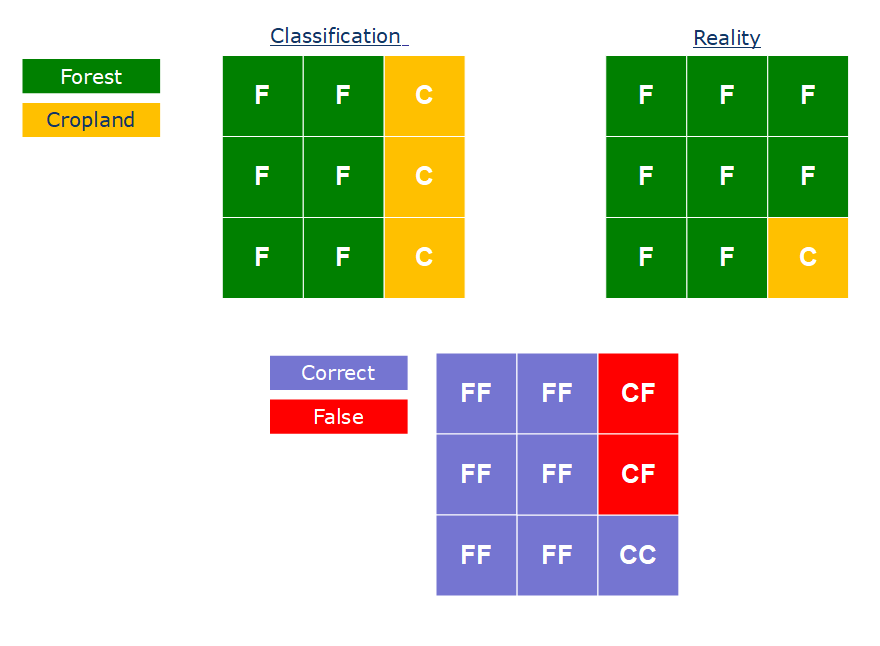 Classification
Reality
Forest
Cropland
F F C
F F C
F F C
F F F
F F F
F F C
Correct
False
FF FF CF
FF FF CF
FF FF CC